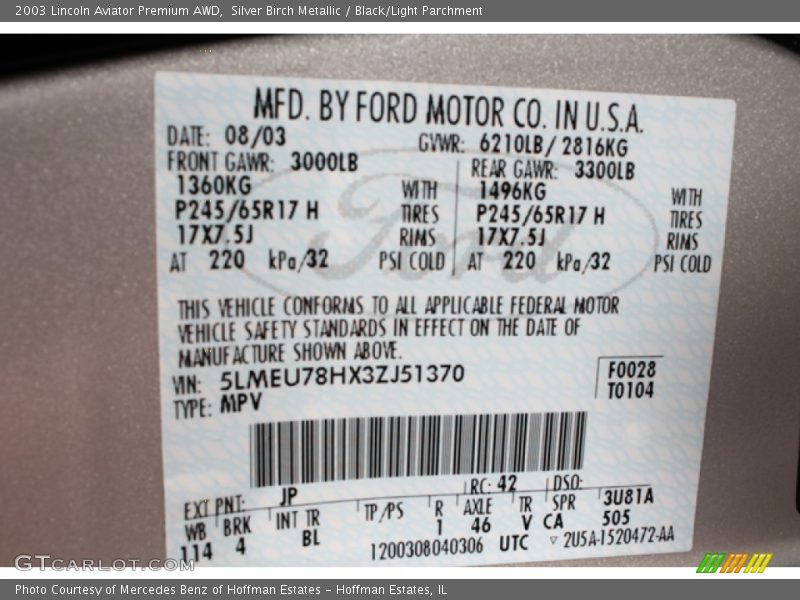 2003 Lincoln Aviator Premium AWD, Silver Birch Metallic / Black/Light Parchment
MFD. BY FORD MOTOR CO. IN U.S.A.
DATE: 08/03 GVWR: 6210LB/ 2816KG
FRONT GAWR: 3000LB REAR GAWR: 3300LB
1360KG WITH 1496KG WITH
P245/65R17 H TIRES P245/65R17 H TIRES
17X7.5J RIMS 17X7.5J RIMS
AT 220 kPa/32 PSI COLD AT 220 kPa/32 PSI COLD
Ford
THIS VEHICLE CONFORMS TO ALL APPLICABLE FEDERAL MOTOR
VEHICLE SAFETY STANDARDS IN EFFECT ON THE DATE OF
MANUFACTURE SHOWN ABOVE.
VIN: 5LMEU78HX3ZJ51370 F0028
TYPE: MPV T0104
EXT PNT: JP RC: 42 DSO:
WB BRK INT TR TP/PS R AXLE TR SPR 3U81A
114 4 BL 1 46 V CA 505
1200308040306 UTC ▽ 2U5A-1520472-AA
GTCARLOT.COM
Photo Courtesy of Mercedes Benz of Hoffman Estates - Hoffman Estates, IL